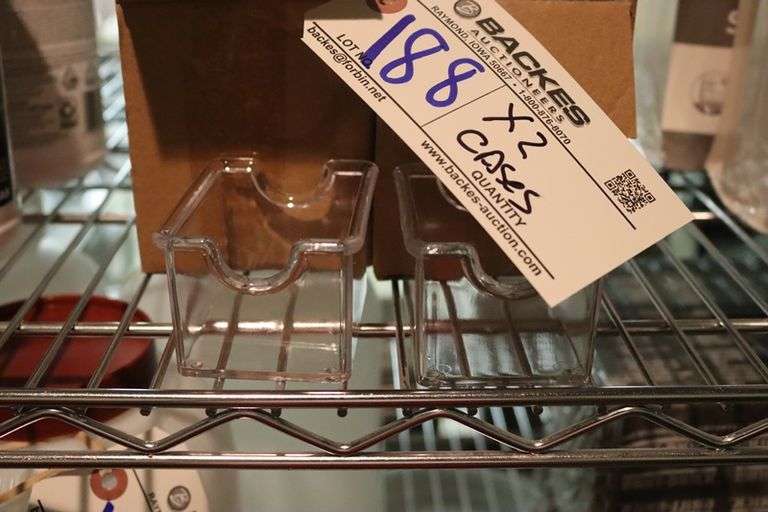 BACKES
AUCTIONEERS
RAYMOND, IOWA 50667 • 1-800-876-8070
LOT NO.
188
backes@forbin.net
X2
CASES
QUANTITY
www.backes-auction.com